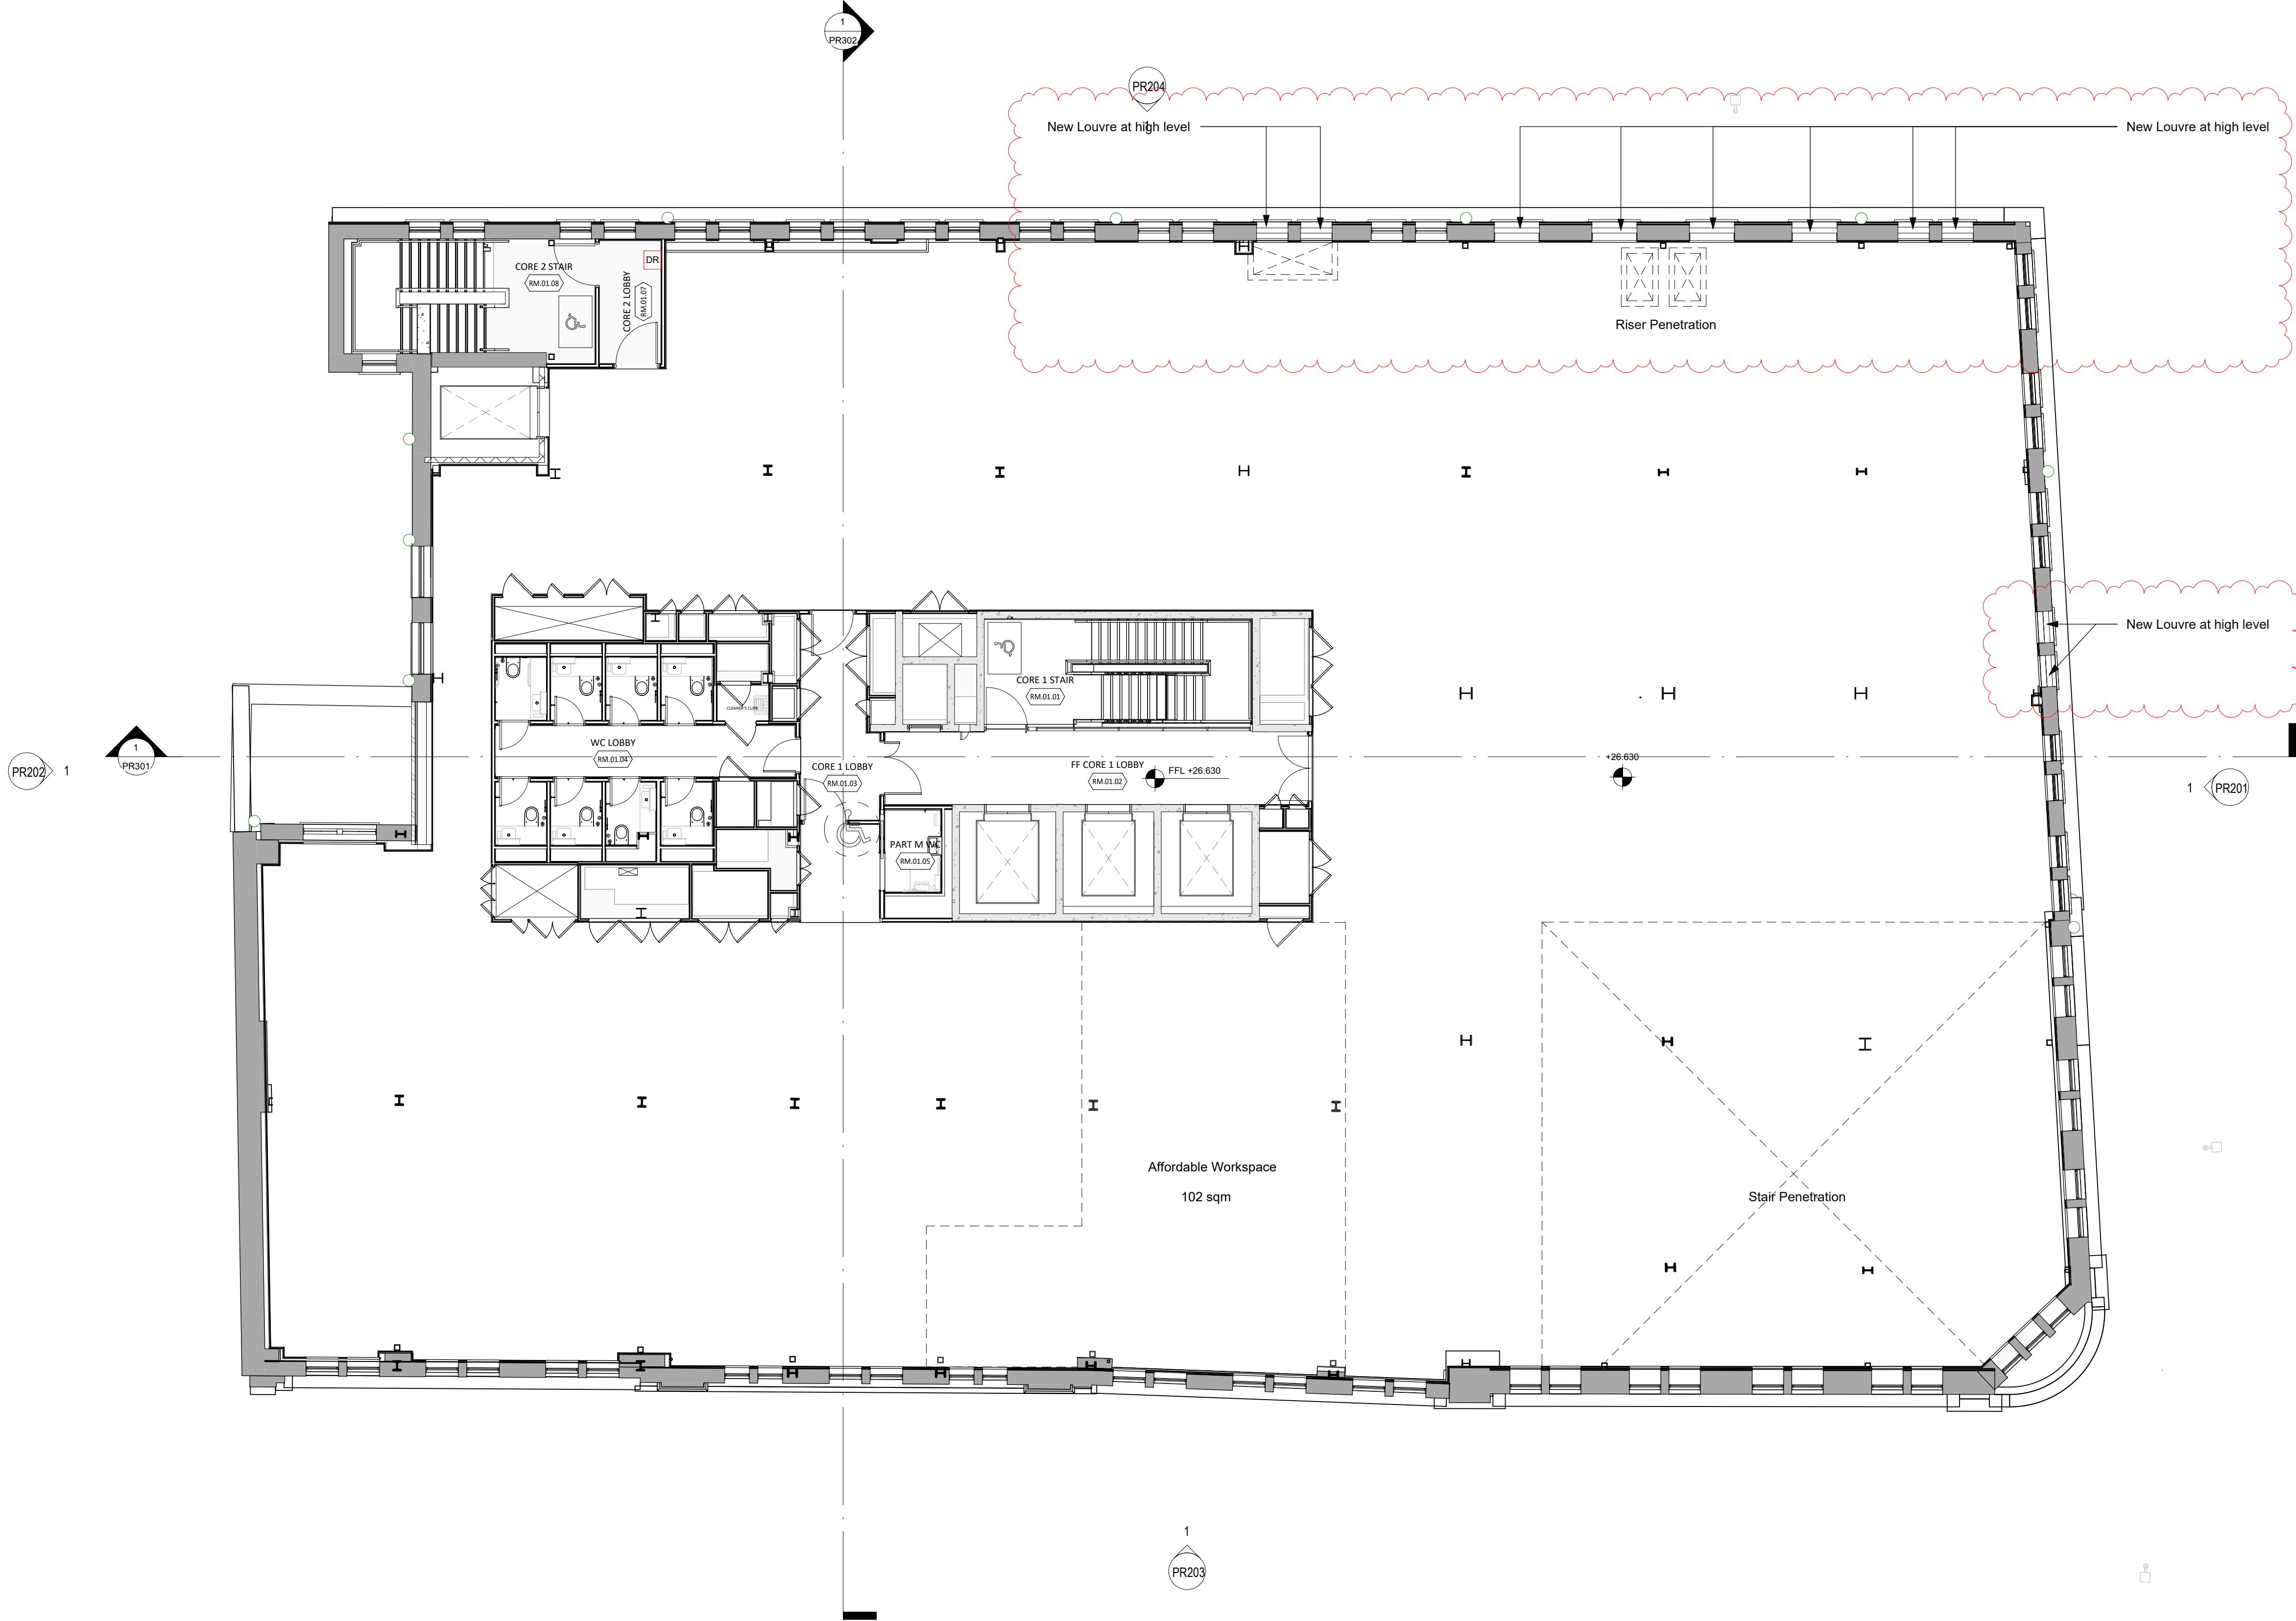 1
PR302
PR204
1
New Louvre at high level
New Louvre at high level
DR
CORE 2 STAIR
RM.01.08
CORE 2 LOBBY
RM.01.07
Riser Penetration
New Louvre at high level
CORE 1 STAIR
RM.01.01
CLEANER'S CUPB.
WC LOBBY
RM.01.04
1
PR301
PR202
1
CORE 1 LOBBY
RM.01.03
FF CORE 1 LOBBY
RM.01.02
FFL +26.630
+26.630
1
PR201
PART M WC
RM.01.05
Affordable Workspace
102 sqm
Stair Penetration
1
PR203